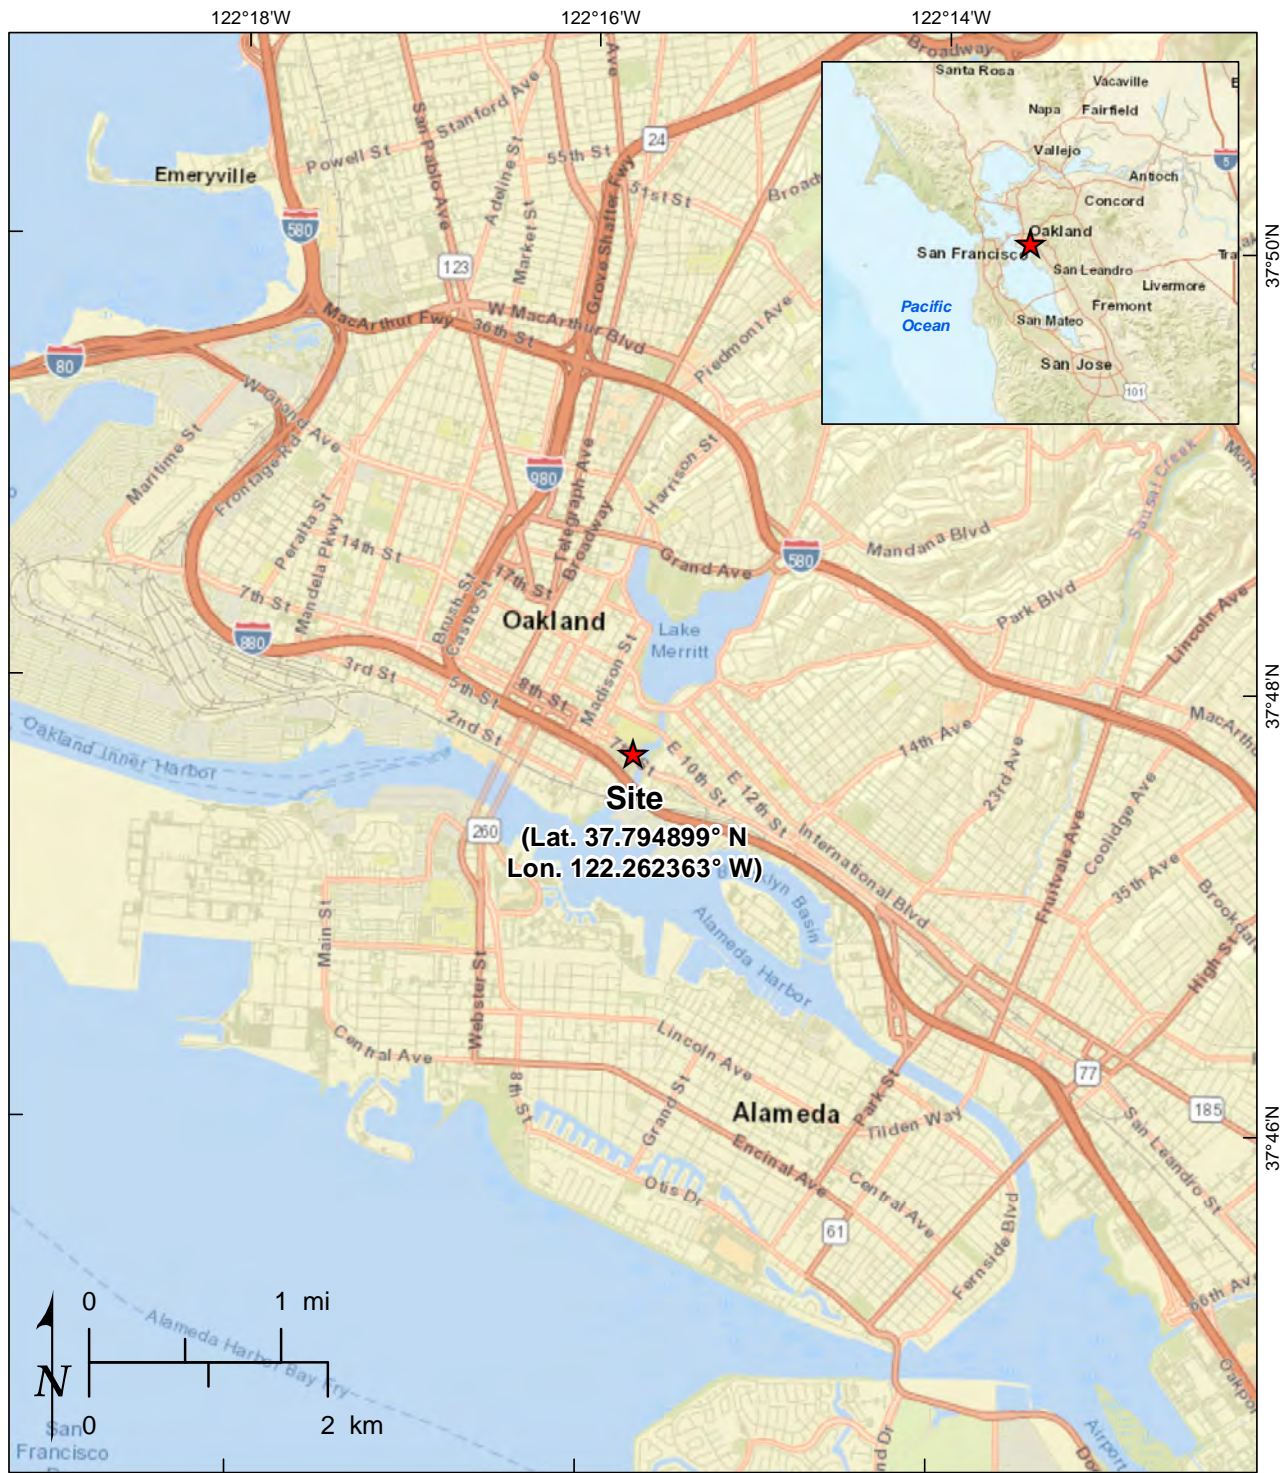 122°18'W
122°16'W
122°14'W
Broadway
Santa Rosa
Vacaville
Napa
Fairfield
Vallejo
5
Antioch
Concord
Oakland
San Francisco
San Leandro
Livermore
Pacific
Ocean
Fremont
San Mateo
San Jose
101
37°50'N
37°48'N
37°46'N
Ave
San Pablo Ave
Stanford Ave
Powell St
Adeline St
Market St
55th St
24
51st St
Grove Shafter Fwy
Emeryville
580
123
MacArthur Fwy
W MacArthur Blvd
36th St
Piedmont Ave
80
W Grand Ave
Maritime St
Frontage Rd
980
Telegraph Ave
Broadway
Harrison St
Sausal Creek
Peralta St
Mandela Pkwy
14th St
17th St
Grand Ave
580
Mandana Blvd
7th St
Brush St
Castro St
Oakland
Lake
Merritt
Park Blvd
Lincoln Ave
880
3rd St
5th St
8th St
2nd St
Madison St
Oakland Inner Harbor
E 10th St
E 12th St
14th Ave
23rd Ave
Site
(Lat. 37.794899° N
Lon. 122.262363° W)
260
International Blvd
Fruitvale Ave
Coolidge Ave
35th Ave
High St
Basin
Alameda Harbor
Main St
Webster St
Central Ave
Lincoln Ave
8th St
Grand St
Alameda
Park St
Tilden Way
77
185
San Leandro St
Encinal Ave
Central Ave
Otis Dr
61
Fernside Blvd
66th Ave
0
1 mi
N
0
2 km
Alameda Harbor Bay Fry
San
Francisco
Airport